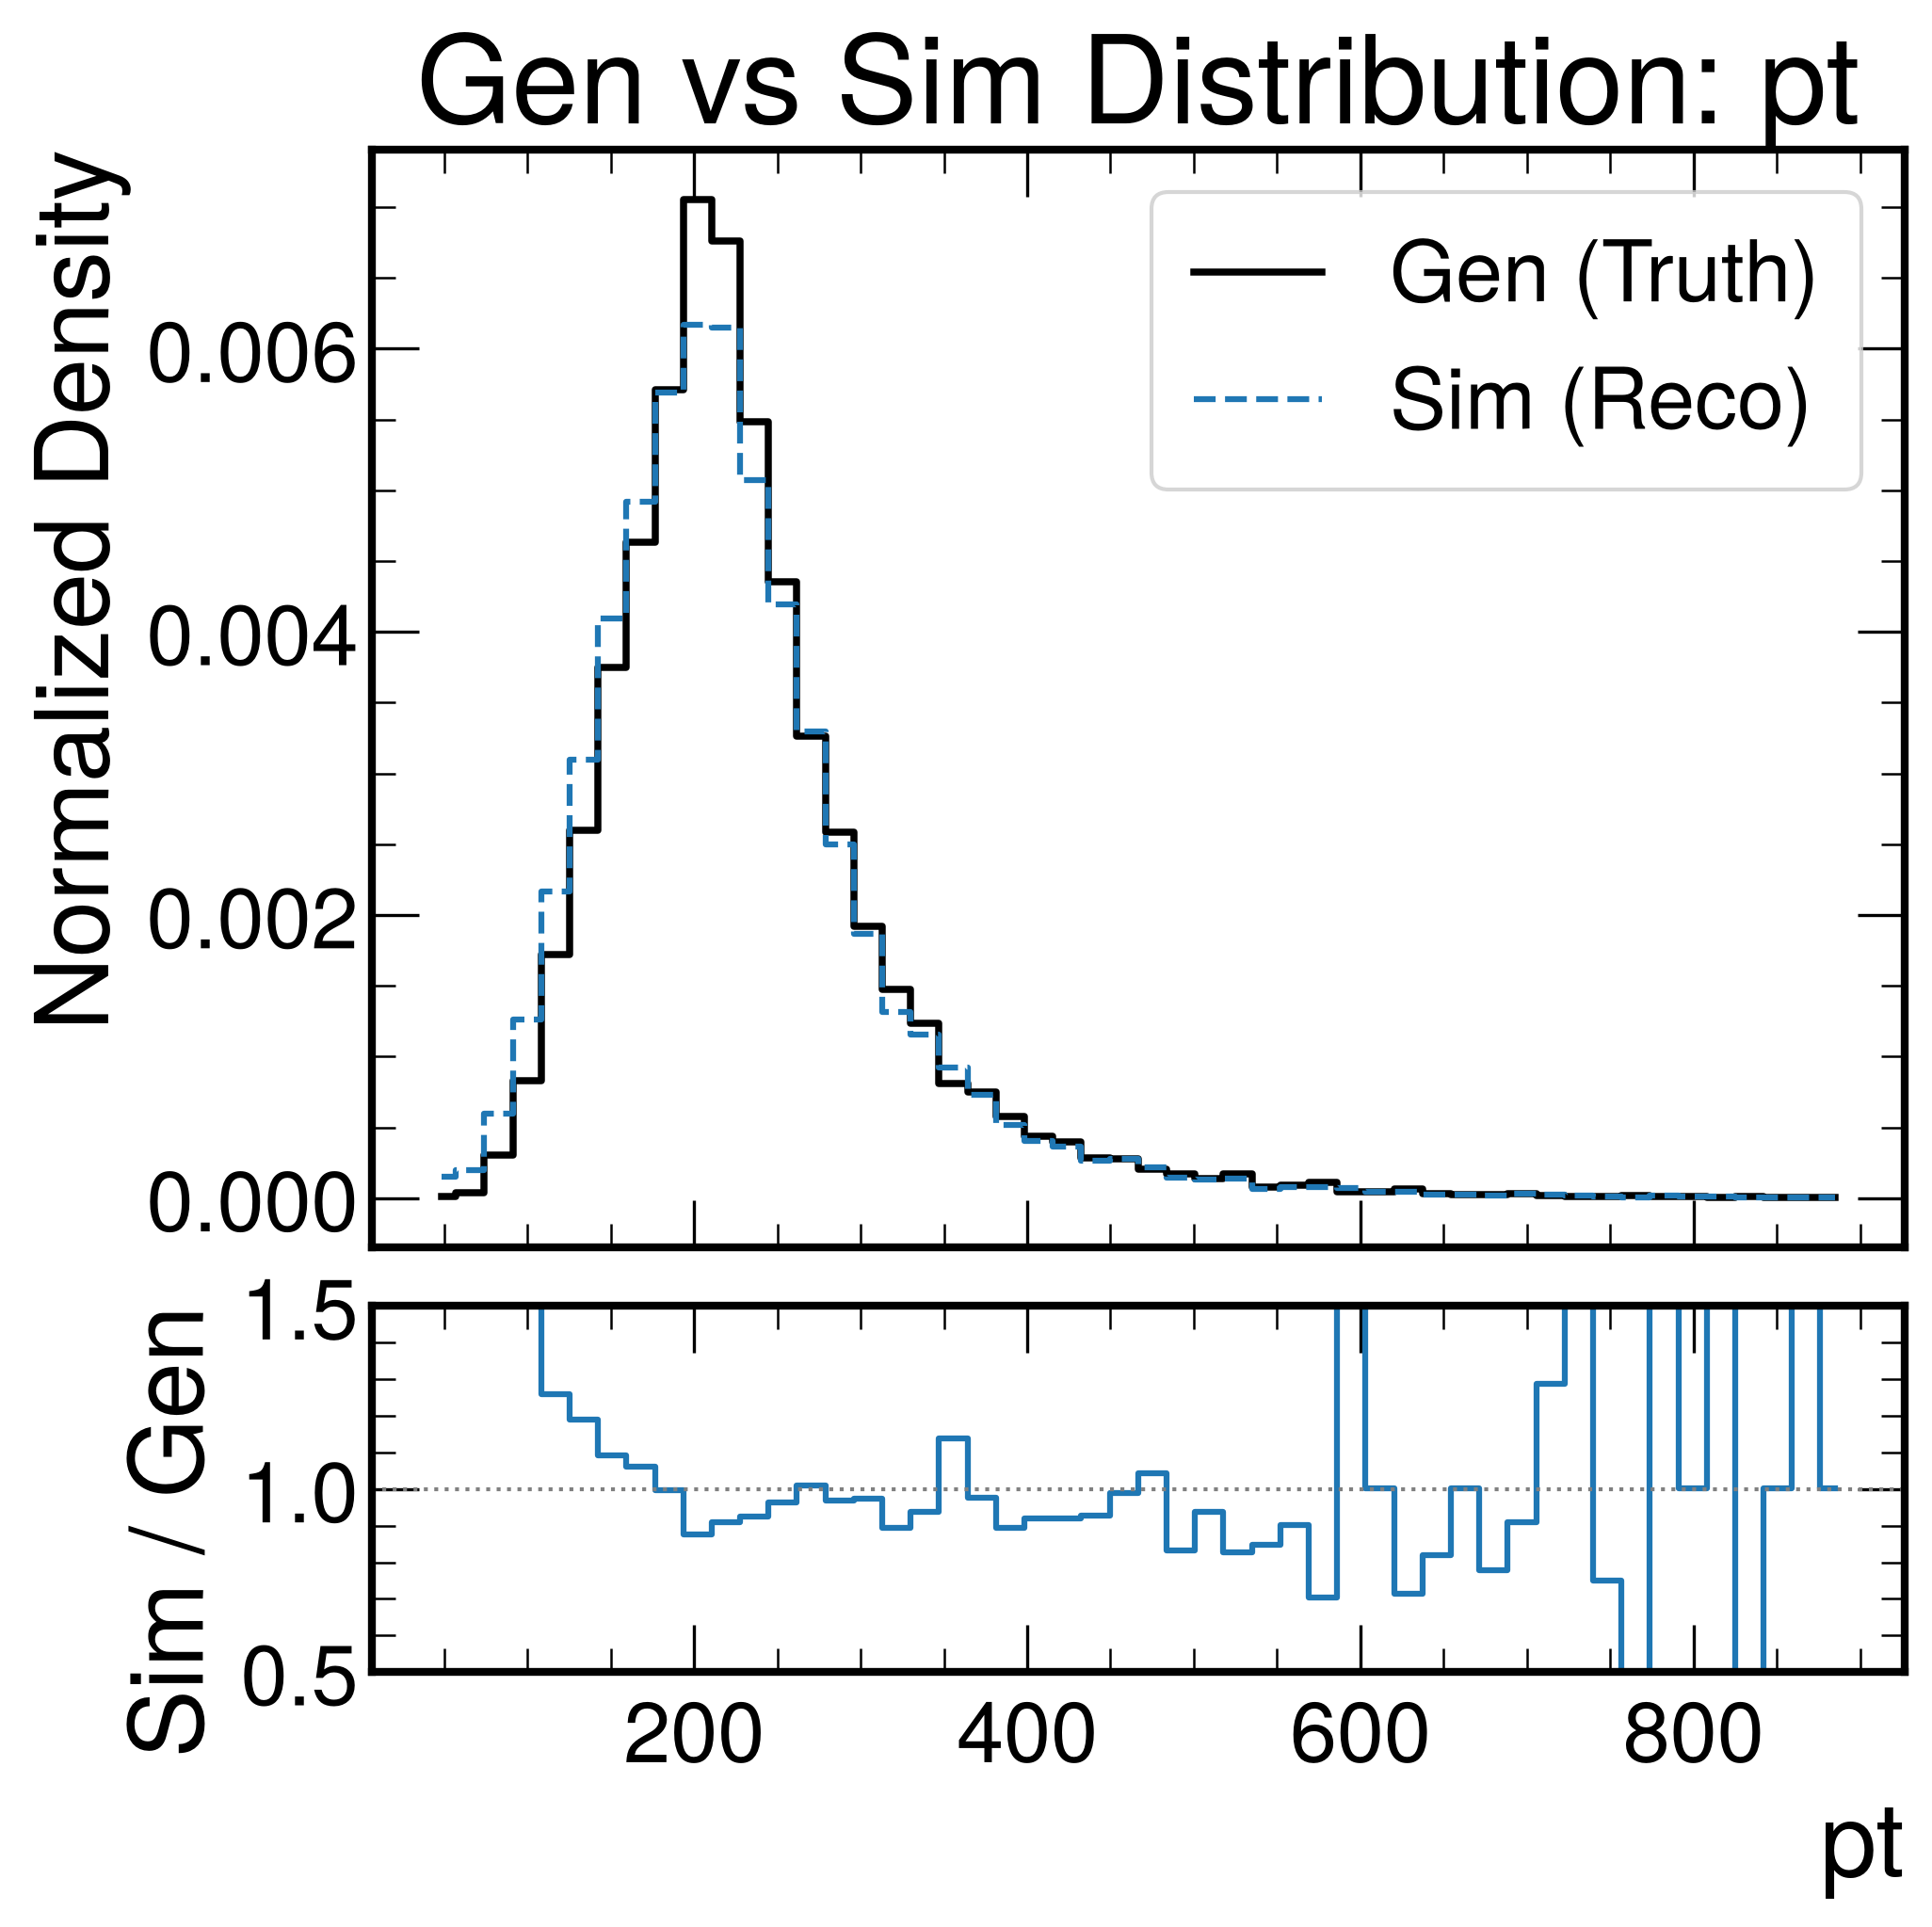 Gen vs Sim Distribution: pt
Normalized Density
0.006
0.004
0.002
0.000
Gen (Truth)
Sim (Reco)
Sim / Gen
1.5
1.0
0.5
200 400 600 800
pt